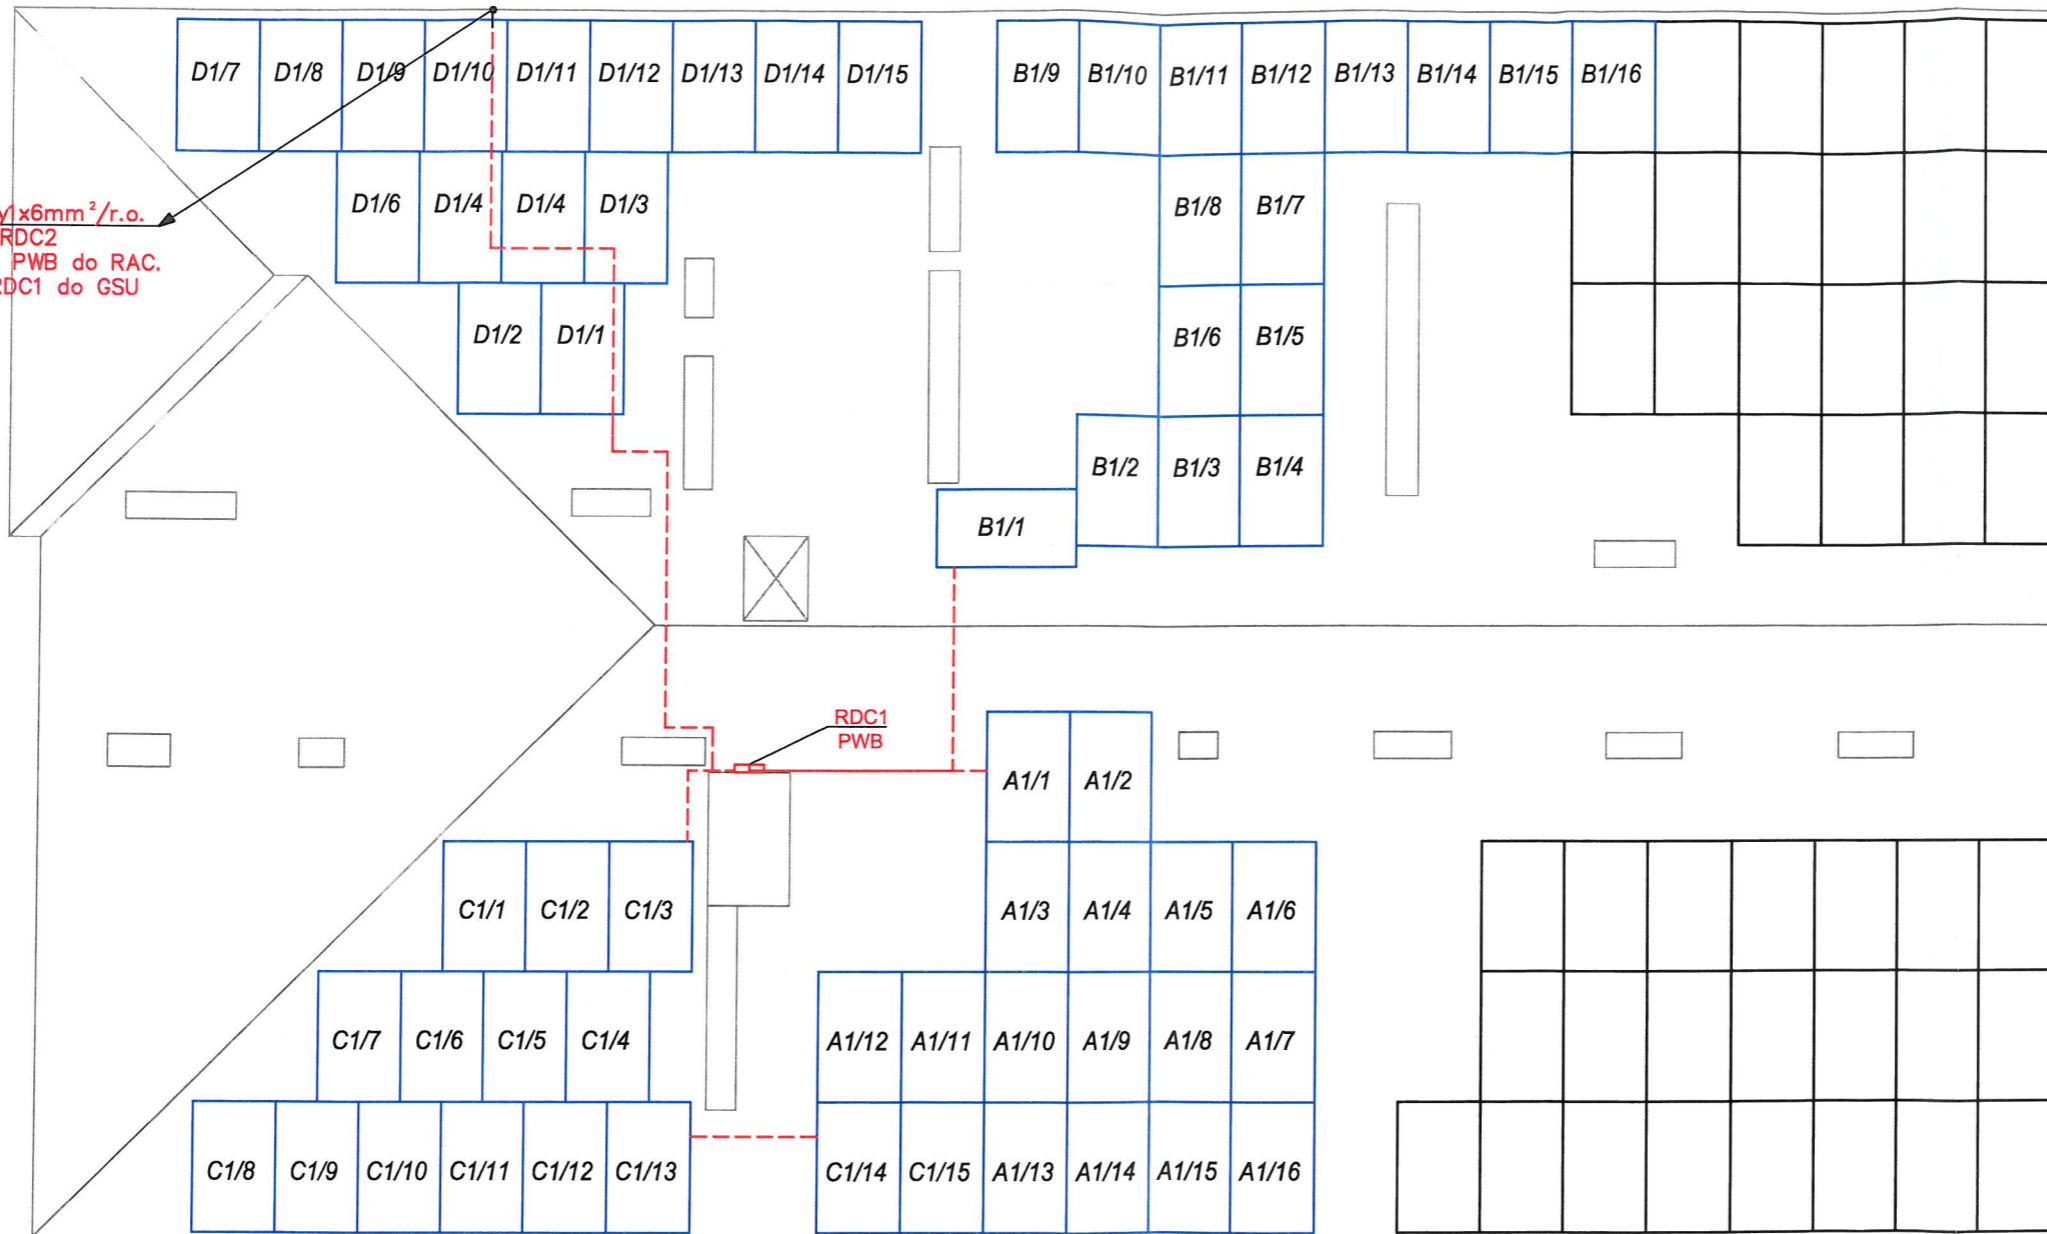 D1/7 D1/8 D1/9 D1/10 D1/11 D1/12 D1/13 D1/14 D1/15 B1/9 B1/10 B1/11 B1/12 B1/13 B1/14 B1/15 B1/16
D1/6 D1/4 D1/4 D1/3 B1/8 B1/7
y1x6mm²/r.o.
RDC2
PWB do RAC.
RDC1 do GSU
D1/2 D1/1 B1/6 B1/5
B1/2 B1/3 B1/4
B1/1
RDC1
PWB
A1/1 A1/2
C1/1 C1/2 C1/3 A1/3 A1/4 A1/5 A1/6
C1/7 C1/6 C1/5 C1/4 A1/12 A1/11 A1/10 A1/9 A1/8 A1/7
C1/8 C1/9 C1/10 C1/11 C1/12 C1/13 C1/14 C1/15 A1/13 A1/14 A1/15 A1/16